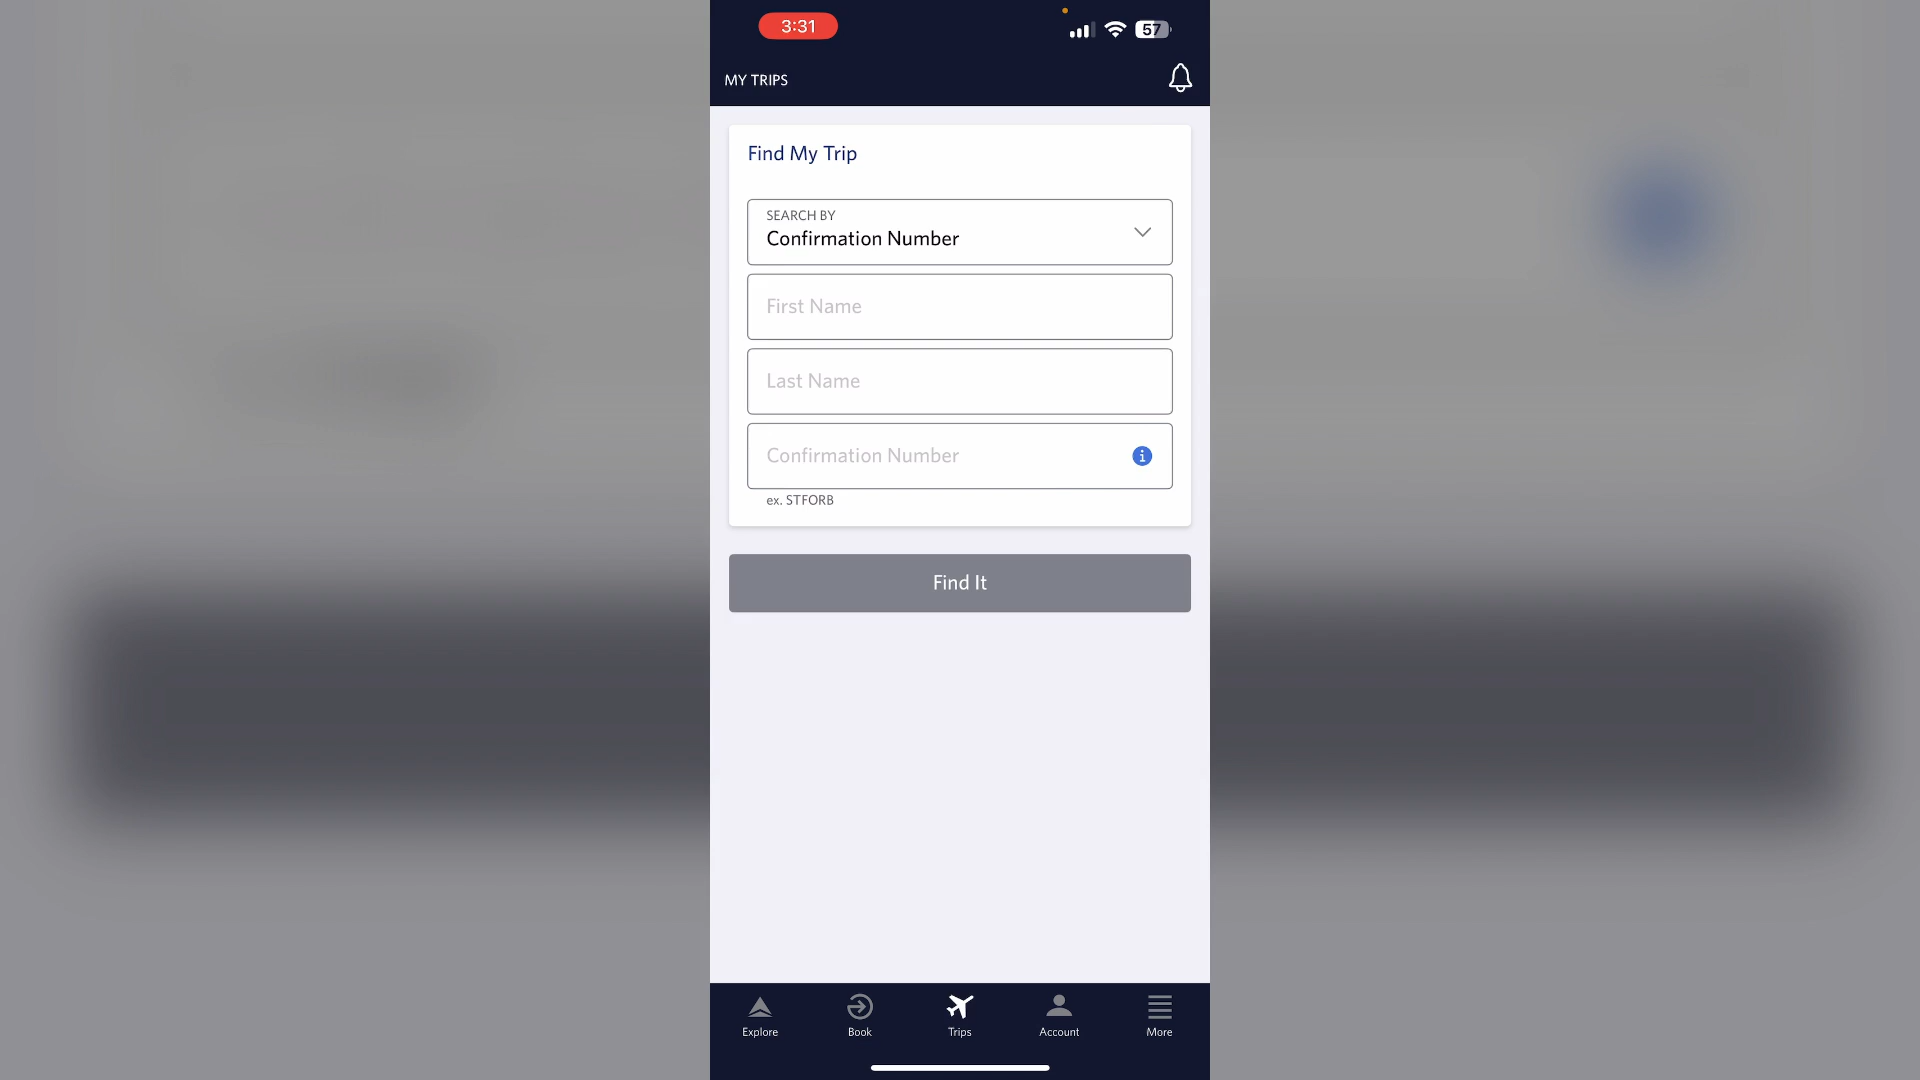 3:31
57
MY TRIPS
Find My Trip
SEARCH BY
Confirmation Number
First Name
Last Name
Confirmation Number
i
ex. STFORB
Find It
Explore
Book
Trips
Account
More